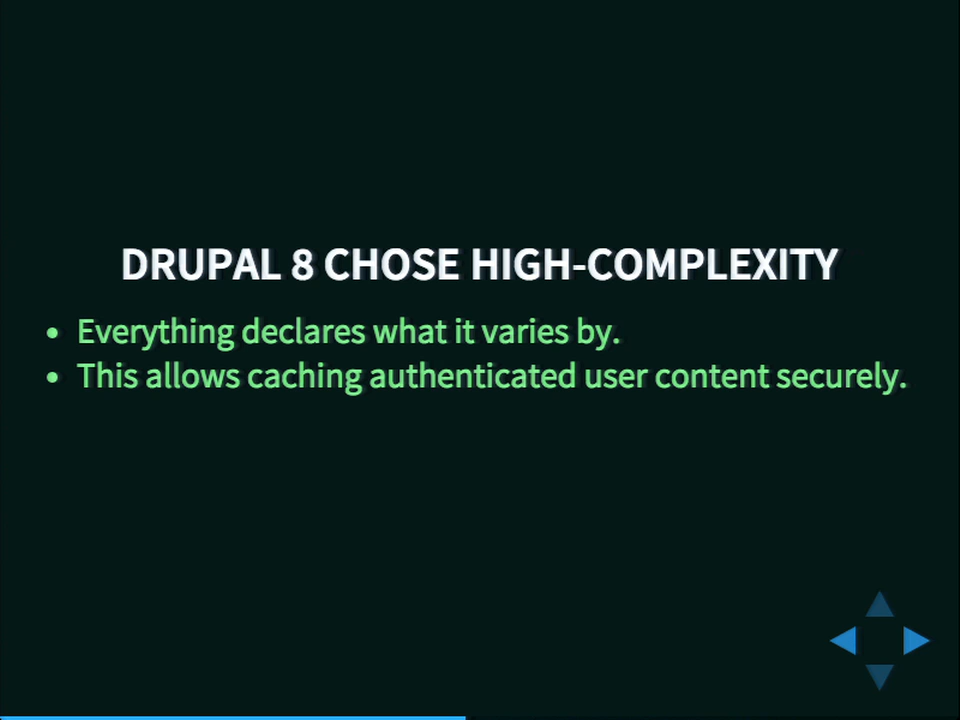 DRUPAL 8 CHOSE HIGH-COMPLEXITY
• Everything declares what it varies by.
• This allows caching authenticated user content securely.